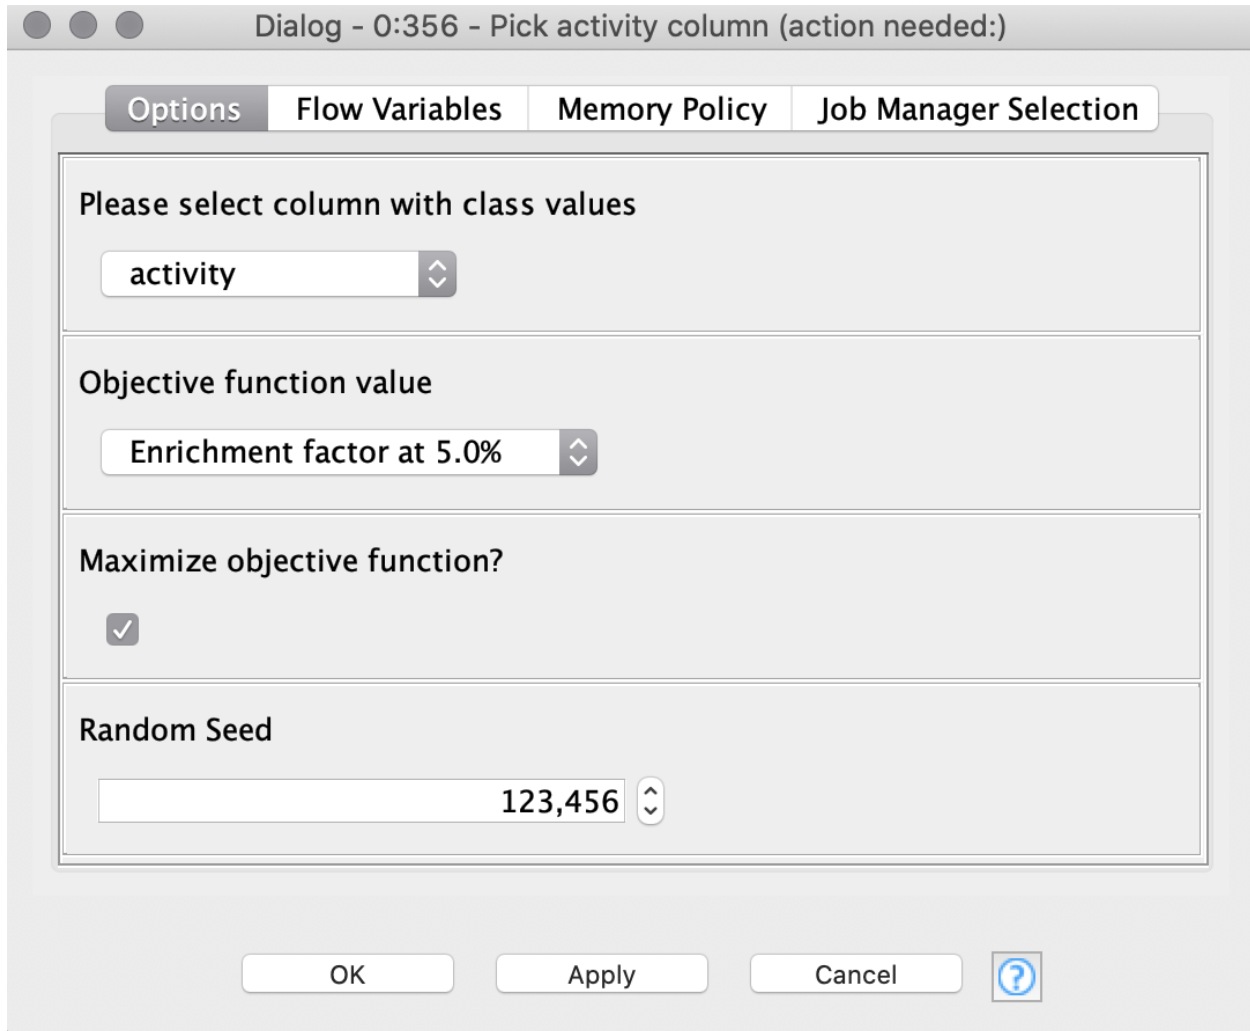 Dialog - 0:356 - Pick activity column (action needed:)
Options Flow Variables Memory Policy Job Manager Selection
Please select column with class values
activity
Objective function value
Enrichment factor at 5.0%
Maximize objective function?
Random Seed
123,456
OK Apply Cancel ?